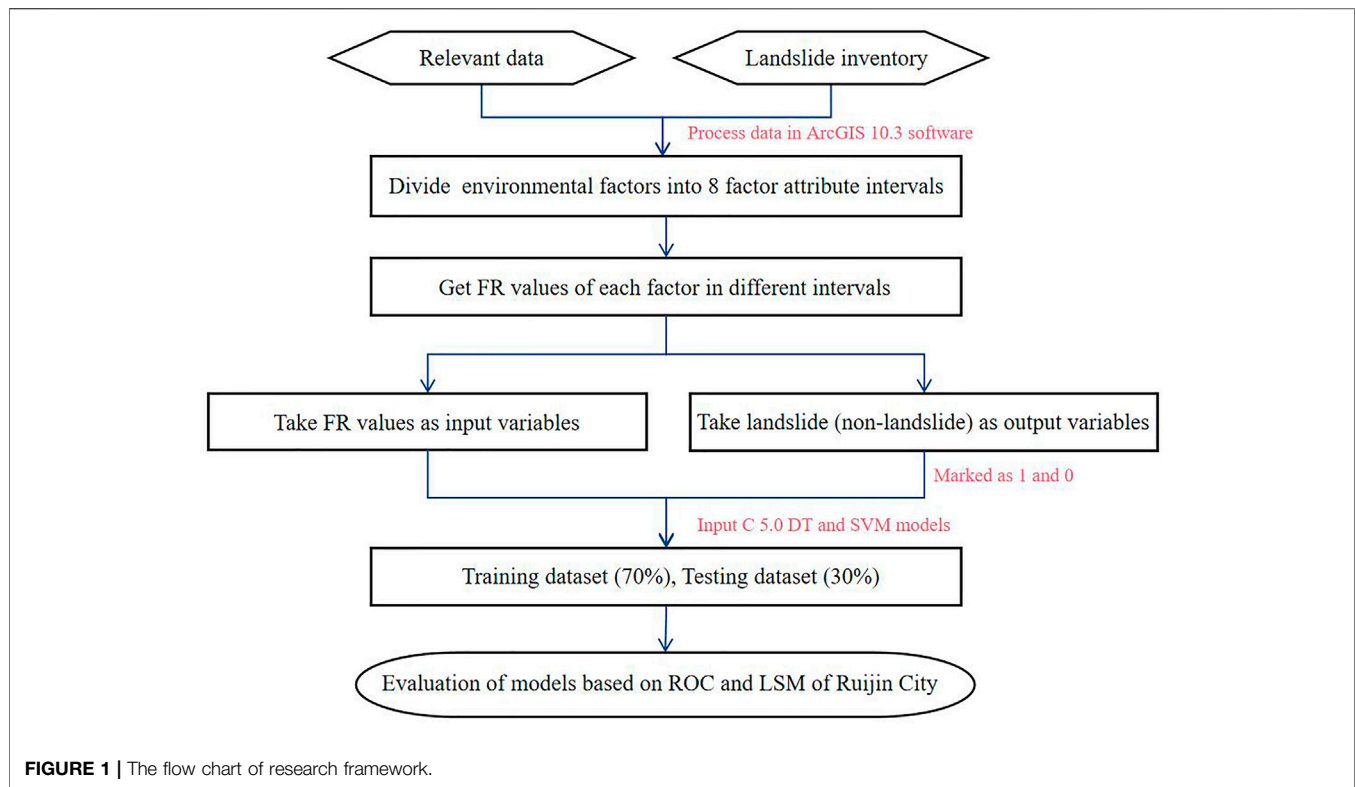 Relevant data
Landslide inventory
Process data in ArcGIS 10.3 software
Divide environmental factors into 8 factor attribute intervals
Get FR values of each factor in different intervals
Take FR values as input variables
Take landslide (non-landslide) as output variables
Marked as 1 and 0
Input C 5.0 DT and SVM models
Training dataset (70%), Testing dataset (30%)
Evaluation of models based on ROC and LSM of Ruijin City
FIGURE 1 | The flow chart of research framework.